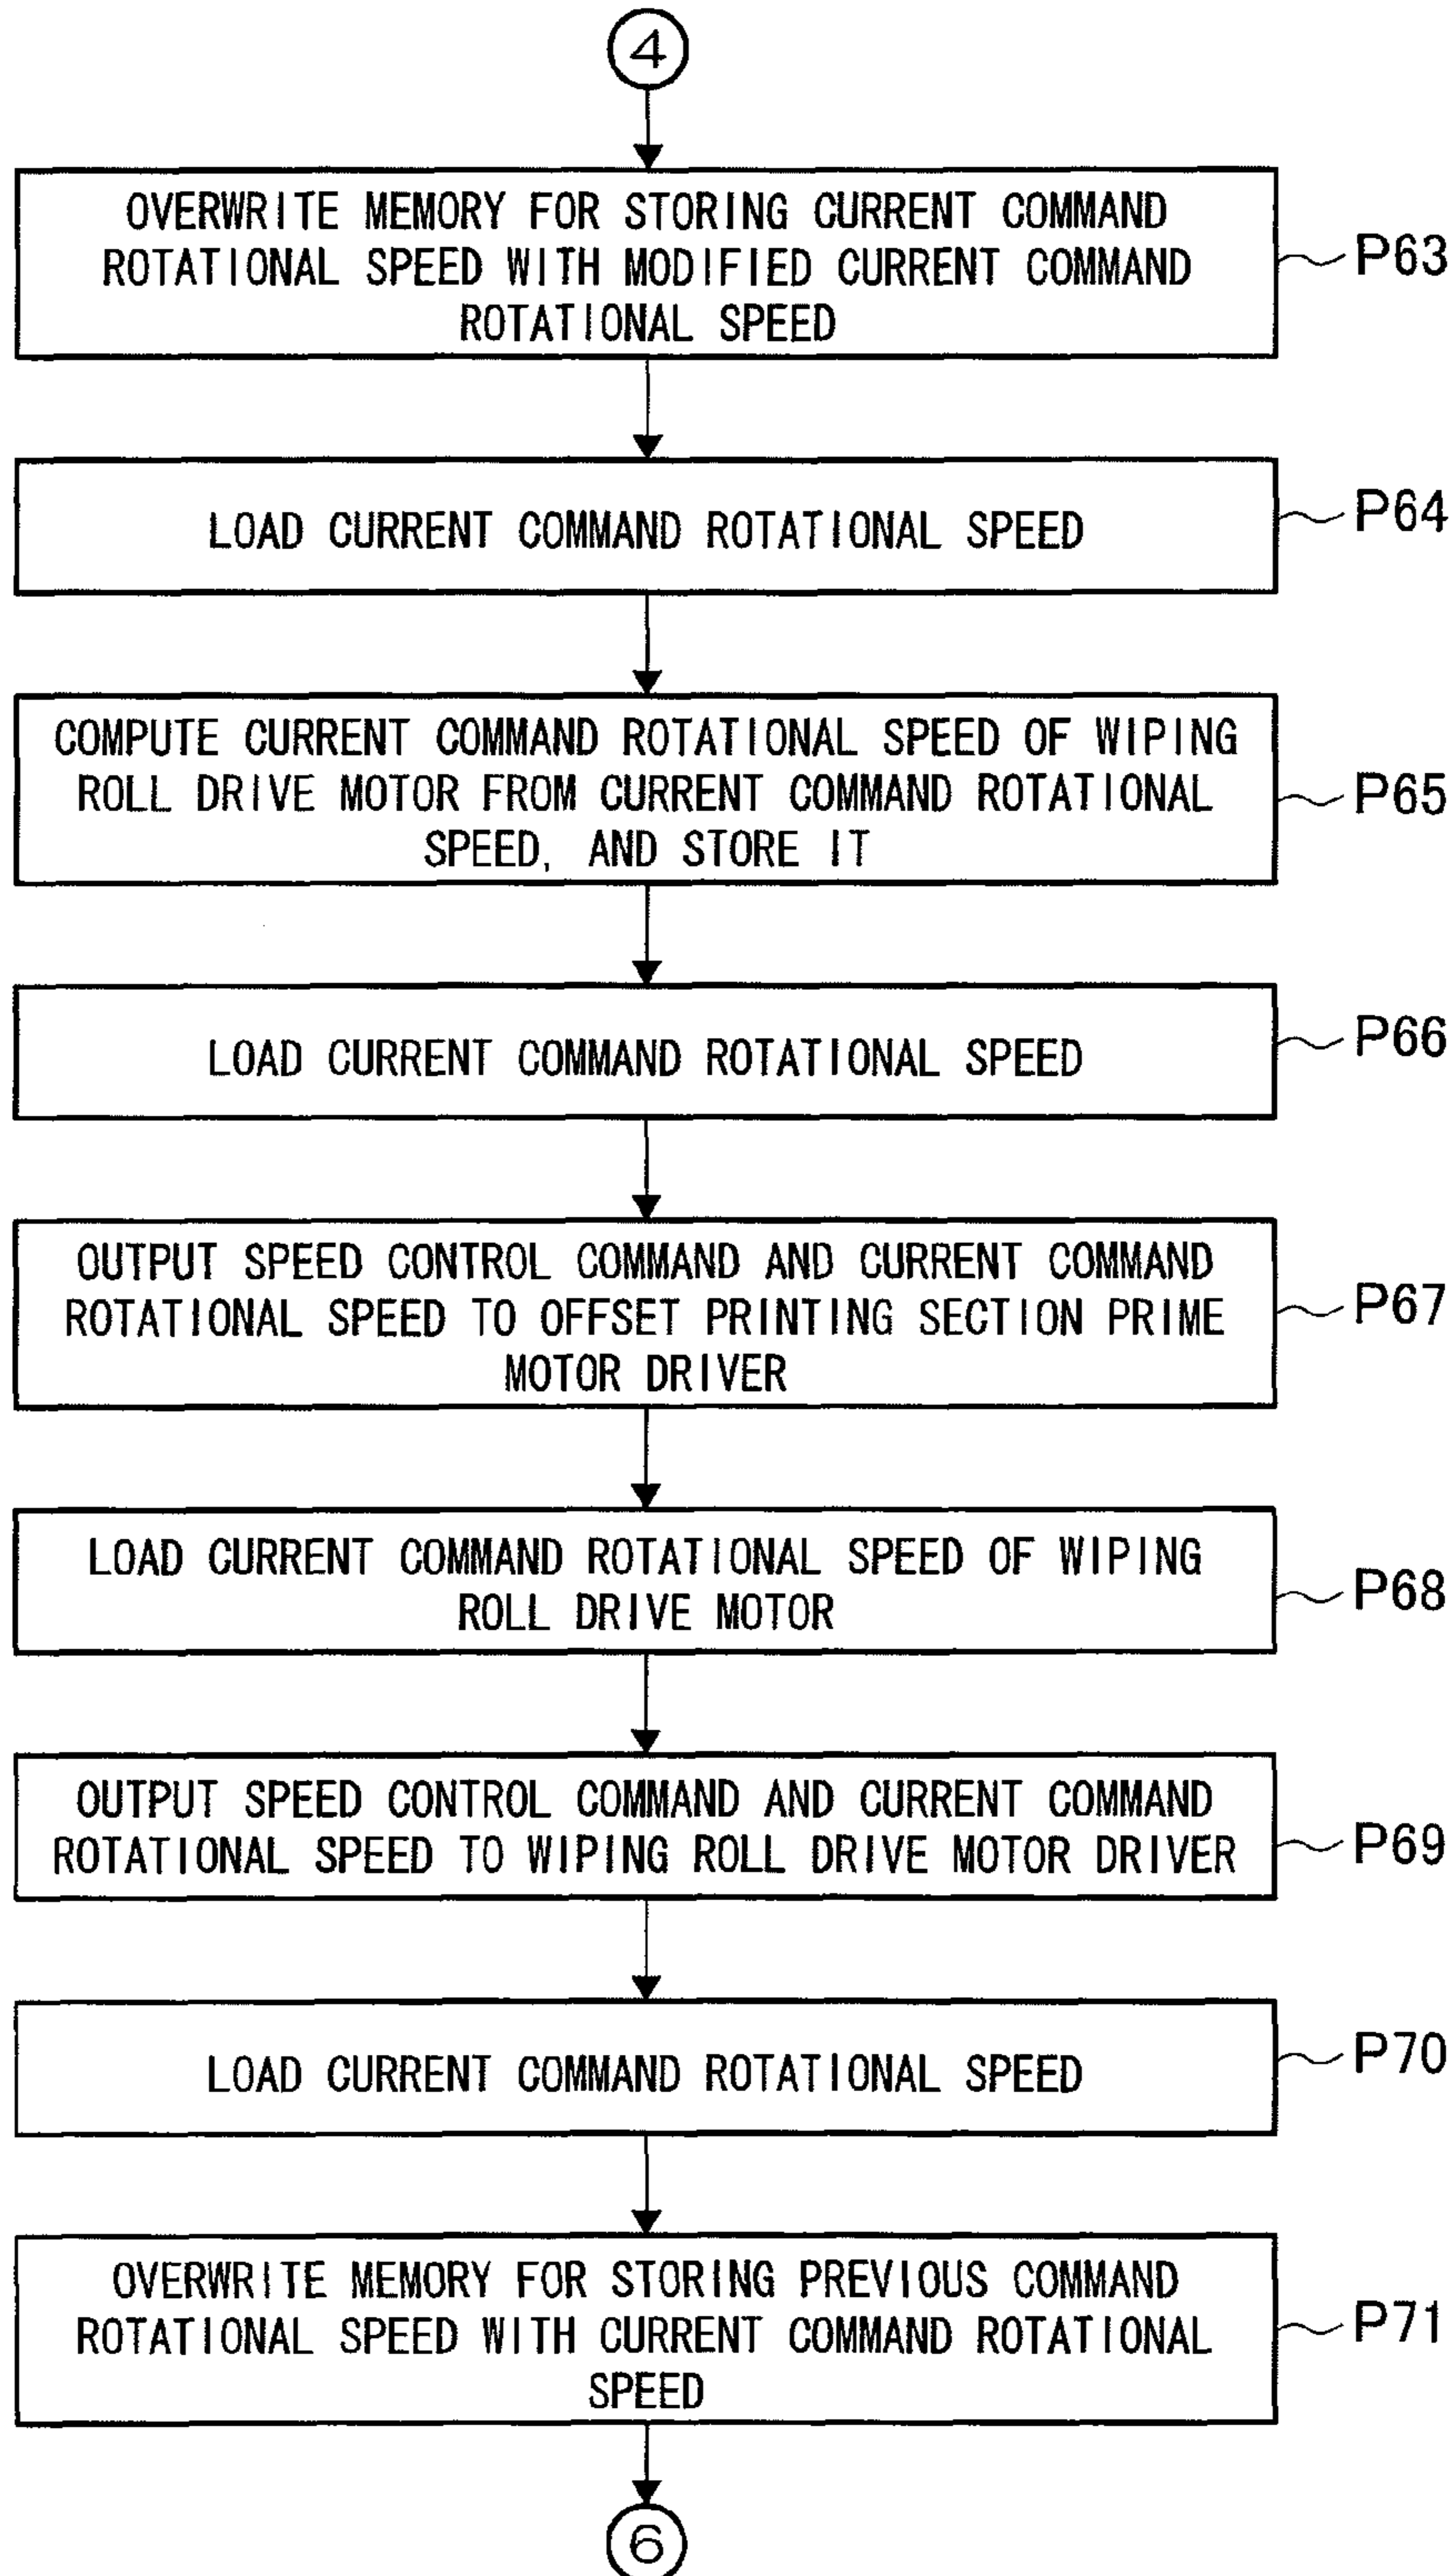 4
OVERWRITE MEMORY FOR STORING CURRENT COMMAND
ROTATIONAL SPEED WITH MODIFIED CURRENT COMMAND
ROTATIONAL SPEED
P63
LOAD CURRENT COMMAND ROTATIONAL SPEED
P64
COMPUTE CURRENT COMMAND ROTATIONAL SPEED OF WIPING
ROLL DRIVE MOTOR FROM CURRENT COMMAND ROTATIONAL
SPEED, AND STORE IT
P65
LOAD CURRENT COMMAND ROTATIONAL SPEED
P66
OUTPUT SPEED CONTROL COMMAND AND CURRENT COMMAND
ROTATIONAL SPEED TO OFFSET PRINTING SECTION PRIME
MOTOR DRIVER
P67
LOAD CURRENT COMMAND ROTATIONAL SPEED OF WIPING
ROLL DRIVE MOTOR
P68
OUTPUT SPEED CONTROL COMMAND AND CURRENT COMMAND
ROTATIONAL SPEED TO WIPING ROLL DRIVE MOTOR DRIVER
P69
LOAD CURRENT COMMAND ROTATIONAL SPEED
P70
OVERWRITE MEMORY FOR STORING PREVIOUS COMMAND
ROTATIONAL SPEED WITH CURRENT COMMAND ROTATIONAL
SPEED
P71
6